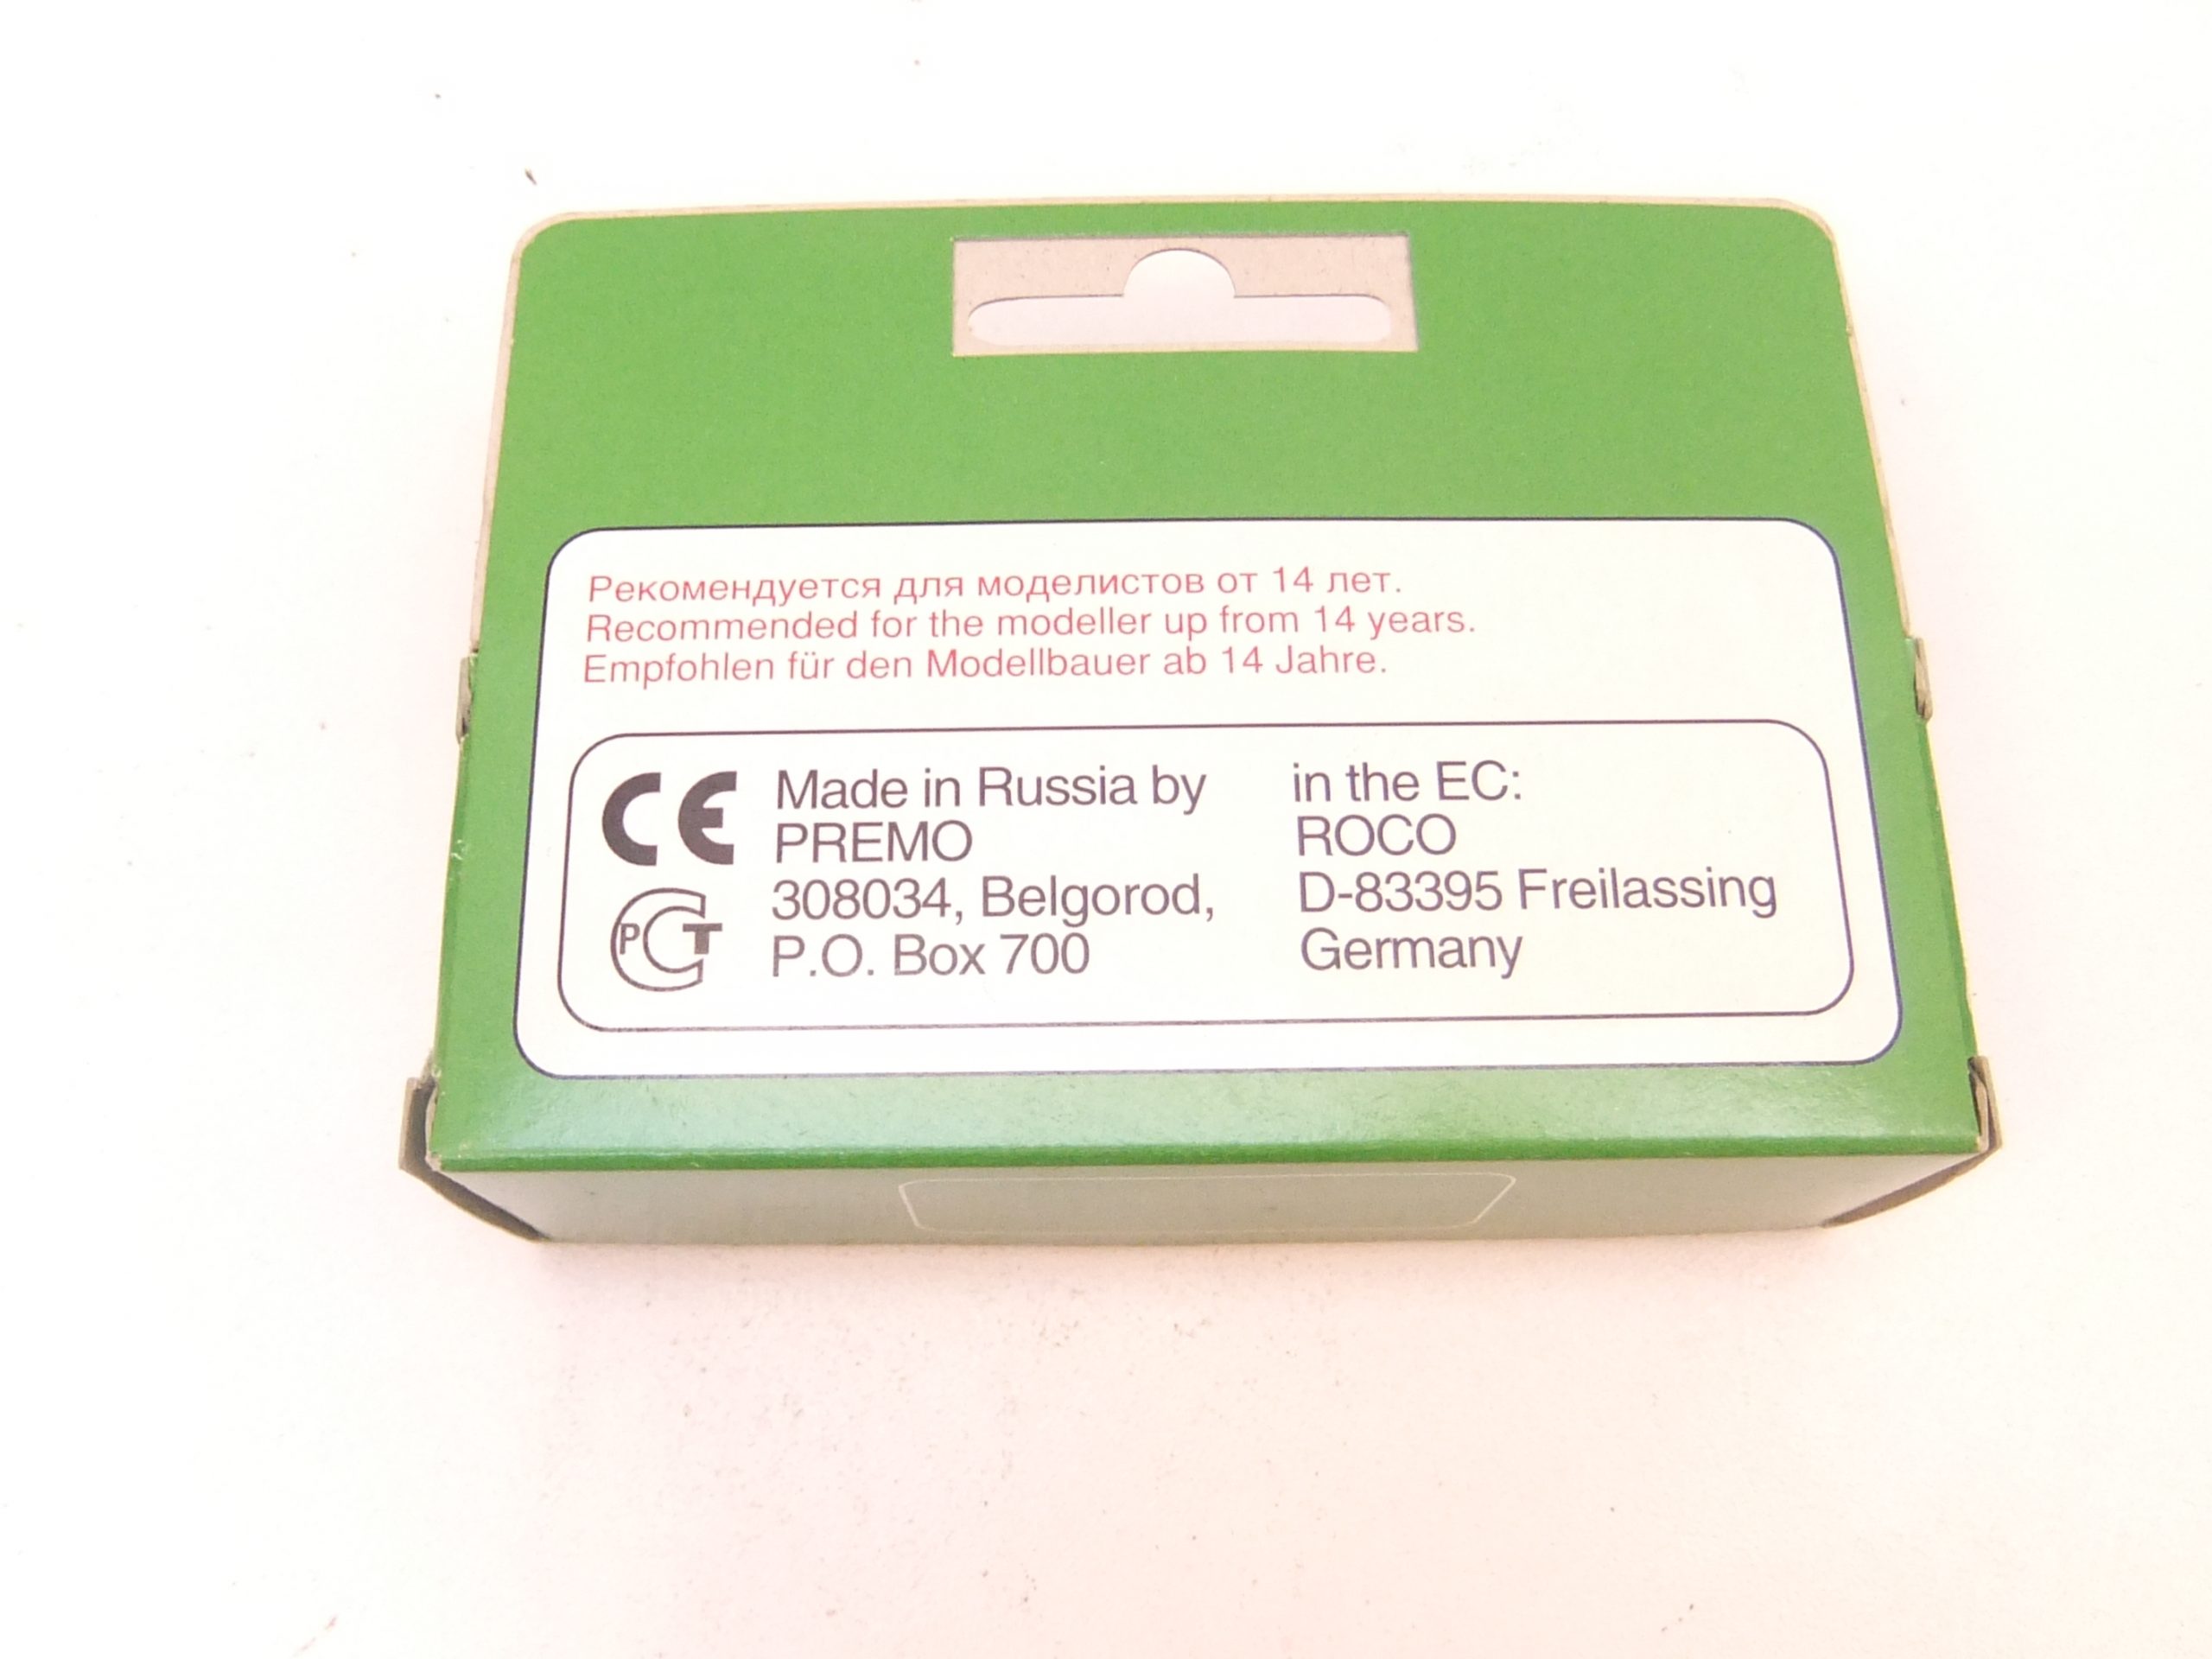 Рекомендуется для моделистов от 14 лет.
Recommended for the modeller up from 14 years.
Empfohlen für den Modellbauer ab 14 Jahre.
CE
РСТ
Made in Russia by
PREMO
308034, Belgorod,
P.O. Box 700
in the EC:
ROCO
D-83395 Freilassing
Germany